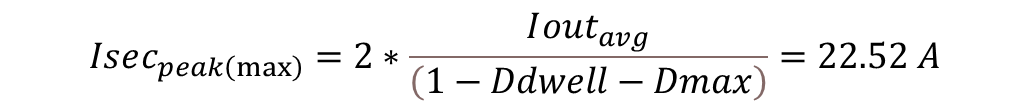 Isec_peak(max) = 2 * Iout_avg / (1 − Ddwell − Dmax) = 22.52 A